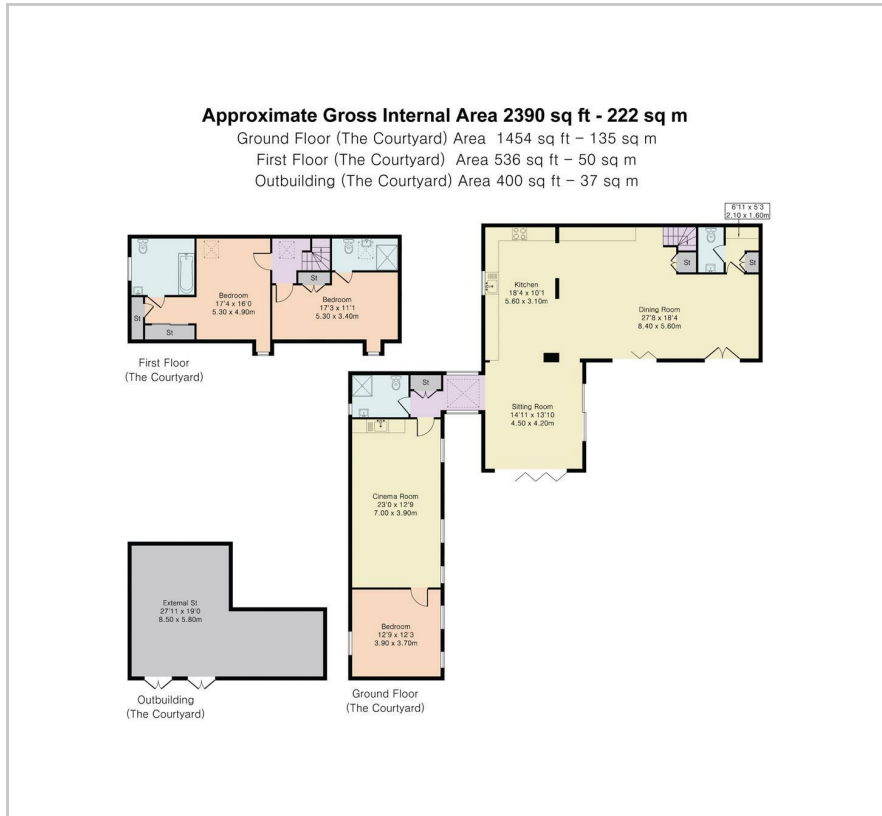 Approximate Gross Internal Area 2390 sq ft - 222 sq m
Ground Floor (The Courtyard) Area 1454 sq ft – 135 sq m
First Floor (The Courtyard) Area 536 sq ft – 50 sq m
Outbuilding (The Courtyard) Area 400 sq ft – 37 sq m
6'11 x 5'3
2.10 x 1.60m
St
St
Kitchen
18'4 x 10'1
5.60 x 3.10m
Dining Room
27'8 x 18'4
8.40 x 5.60m
Sitting Room
14'11 x 13'10
4.50 x 4.20m
St
Bedroom
17'4 x 16'0
5.30 x 4.90m
Bedroom
17'3 x 11'1
5.30 x 3.40m
St
St
First Floor
(The Courtyard)
St
Cinema Room
23'0 x 12'9
7.00 x 3.90m
Bedroom
12'9 x 12'3
3.90 x 3.70m
Ground Floor
(The Courtyard)
External St
27'11 x 19'0
8.50 x 5.80m
Outbuilding
(The Courtyard)